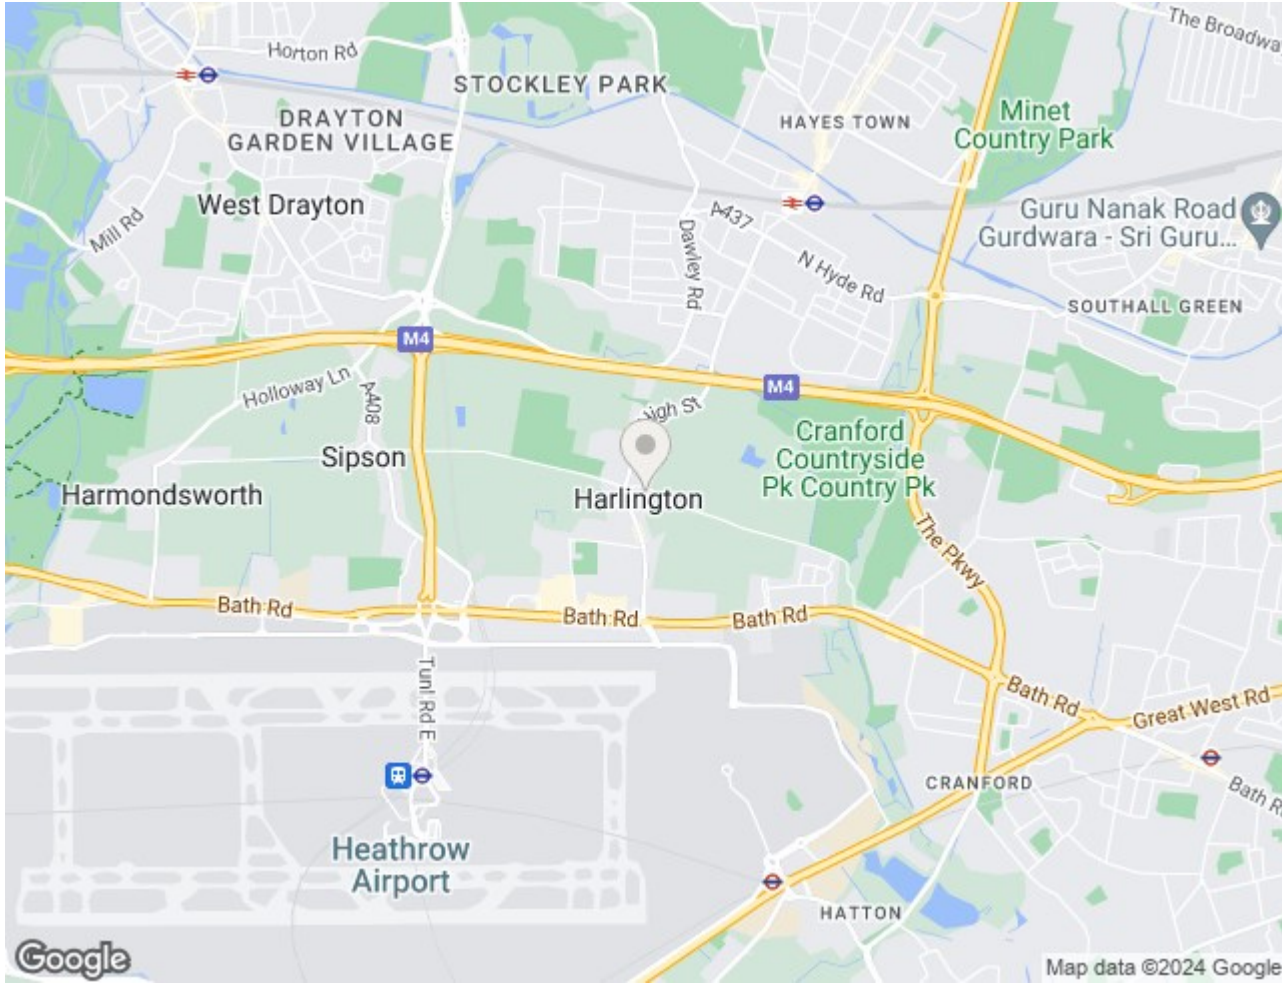 The Broadwa
Horton Rd
STOCKLEY PARK
DRAYTON
GARDEN VILLAGE
HAYES TOWN
Minet
Country Park
West Drayton
Mill Rd
A437
Dawley Rd
N Hyde Rd
Guru Nanak Road
Gurdwara - Sri Guru...
SOUTHALL GREEN
M4
M4
Holloway Ln
A408
igh St
Sipson
Cranford
Countryside
Pk Country Pk
Harmondsworth
Harlington
The Pkwy
Bath Rd
Bath Rd
Bath Rd
Tunl Rd E
Bath Rd
Great West Rd
CRANFORD
Bath R
Heathrow
Airport
HATTON
Google
Map data ©2024 Google